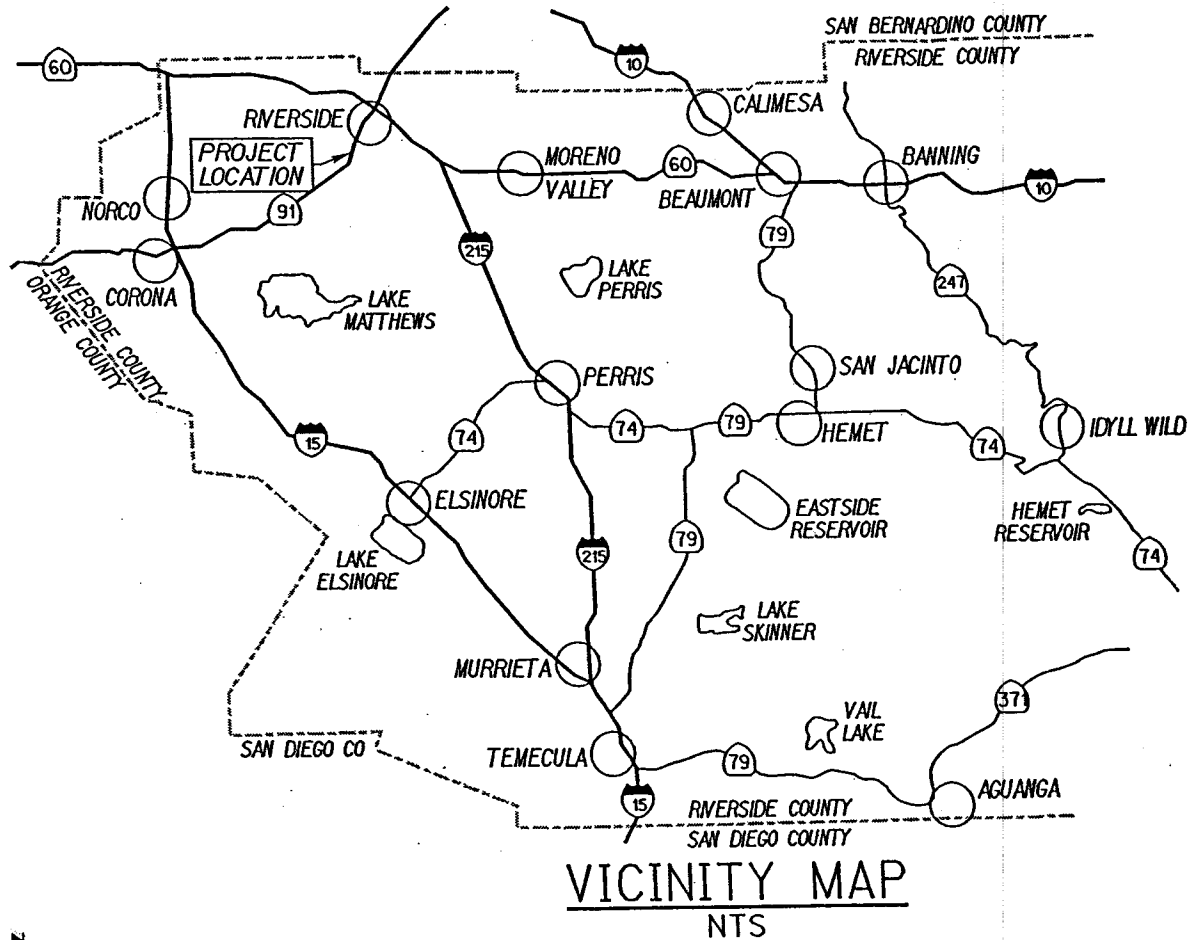 SAN BERNARDINO COUNTY
RIVERSIDE COUNTY
60
10
CALIMESA
RIVERSIDE
PROJECT
LOCATION
MORENO
VALLEY
60
BEAUMONT
BANNING
10
NORCO
91
79
215
247
CORONA
RIVERSIDE COUNTY
ORANGE COUNTY
LAKE
MATTHEWS
LAKE
PERRIS
SAN JACINTO
PERRIS
74
74
79
HEMET
74
IDYLL WILD
15
ELSINORE
EASTSIDE
RESERVOIR
HEMET
RESERVOIR
LAKE
ELSINORE
215
79
74
LAKE
SKINNER
MURRIETA
371
VAIL
LAKE
SAN DIEGO CO
TEMECULA
79
15
AGUANGA
RIVERSIDE COUNTY
SAN DIEGO COUNTY
VICINITY MAP
NTS